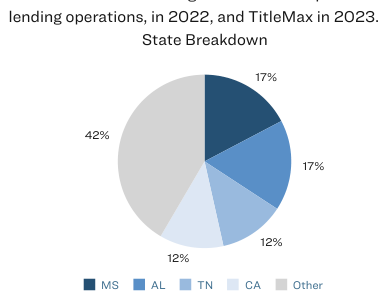 lending operations, in 2022, and TitleMax in 2023.
State Breakdown
17%
42%
17%
12%
12%
MS AL TN CA Other